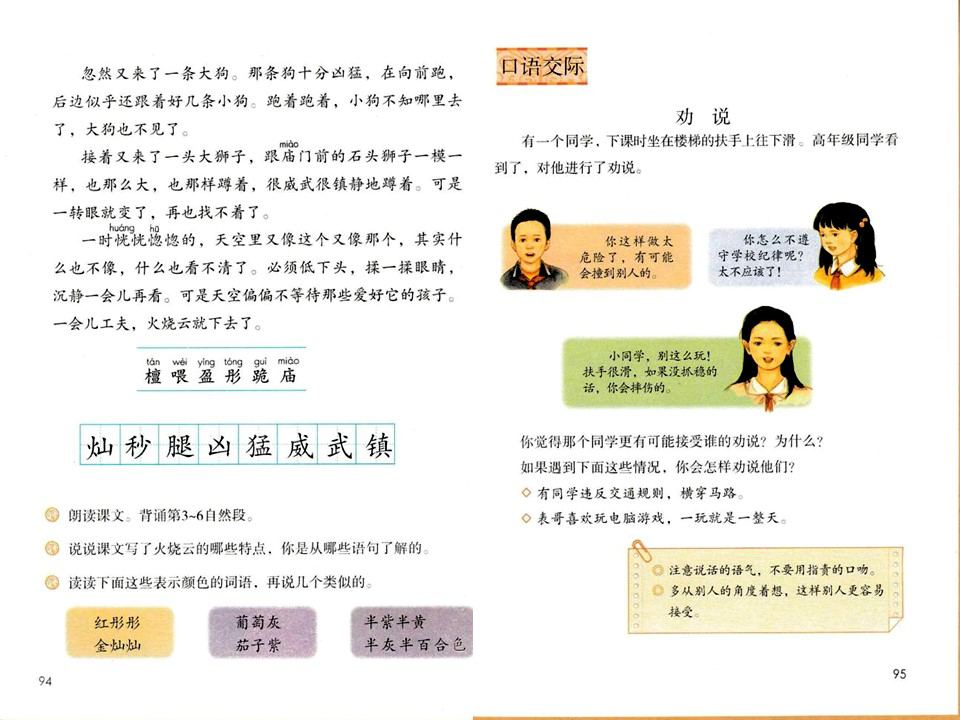 忽然又来了一条大狗。那条狗十分凶猛，在向前跑，
后边似乎还跟着好几条小狗。跑着跑着，小狗不知哪里去
了，大狗也不见了。
miào
接着又来了一头大狮子，跟庙门前的石头狮子一模一
样，也那么大，也那样蹲着，很威武很镇静地蹲着。可是
一转眼就变了，再也找不着了。
huǎng hū
一时恍恍惚惚的，天空里又像这个又像那个，其实什
么也不像，什么也看不清了。必须低下头，揉一揉眼睛，
沉静一会儿再看。可是天空偏偏不等待那些爱好它的孩子。
一会儿工夫，火烧云就下去了。
tán wèi yíng tóng guì miào
檀 喂 盈 彤 跪 庙
灿秒腿凶猛威武镇
朗读课文。背诵第3~6自然段。
说说课文写了火烧云的哪些特点，你是从哪些语句了解的。
读读下面这些表示颜色的词语，再说几个类似的。
红彤彤
金灿灿
葡萄灰
茄子紫
半紫半黄
半灰半百合色
94
口语交际
劝 说
有一个同学，下课时坐在楼梯的扶手上往下滑。高年级同学看
到了，对他进行了劝说。
你这样做太
危险了，有可能
会撞到别人的。
你怎么不遵
守学校纪律呢？
太不应该了！
小同学，别这么玩！
扶手很滑，如果没抓稳的
话，你会摔伤的。
你觉得那个同学更有可能接受谁的劝说？为什么？
如果遇到下面这些情况，你会怎样劝说他们？
◇ 有同学违反交通规则，横穿马路。
◇ 表哥喜欢玩电脑游戏，一玩就是一整天。
注意说话的语气，不要用指责的口吻。
多从别人的角度着想，这样别人更容易
接受。
95